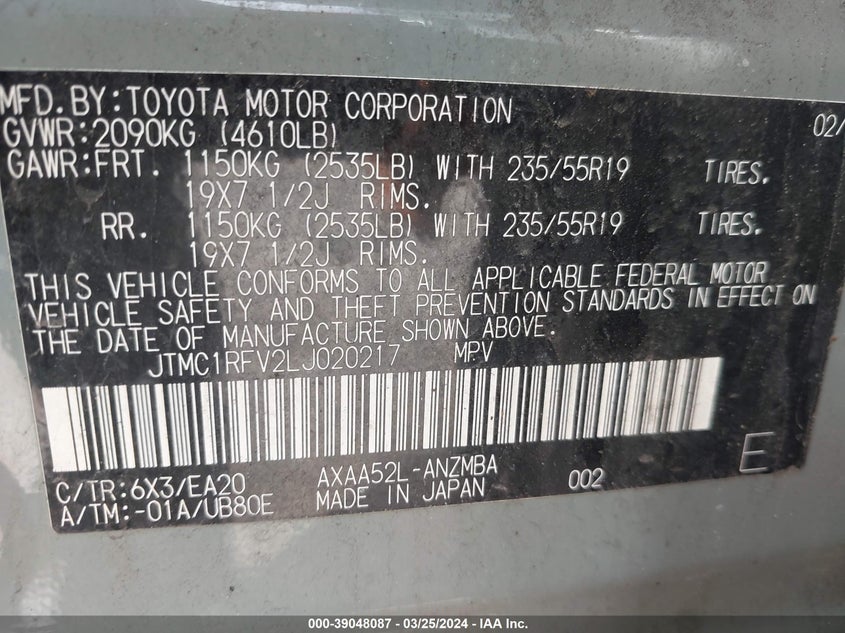 MFD. BY: TOYOTA MOTOR CORPORATION 02/
GVWR: 2090KG (4610LB)
GAWR: FRT. 1150KG (2535LB) WITH 235/55R19 TIRES.
19X7 1/2J RIMS.
RR. 1150KG (2535LB) WITH 235/55R19 TIRES.
19X7 1/2J RIMS.
THIS VEHICLE CONFORMS TO ALL APPLICABLE FEDERAL MOTOR
VEHICLE SAFETY AND THEFT PREVENTION STANDARDS IN EFFECT ON
THE DATE OF MANUFACTURE SHOWN ABOVE.
JTMC1RFV2LJ020217 MPV
C/TR: 6X3/EA20 AXAA52L-ANZMBA 002 E
A/TM: -01A/UB80E MADE IN JAPAN
000-39048087 - 03/25/2024 - IAA Inc.